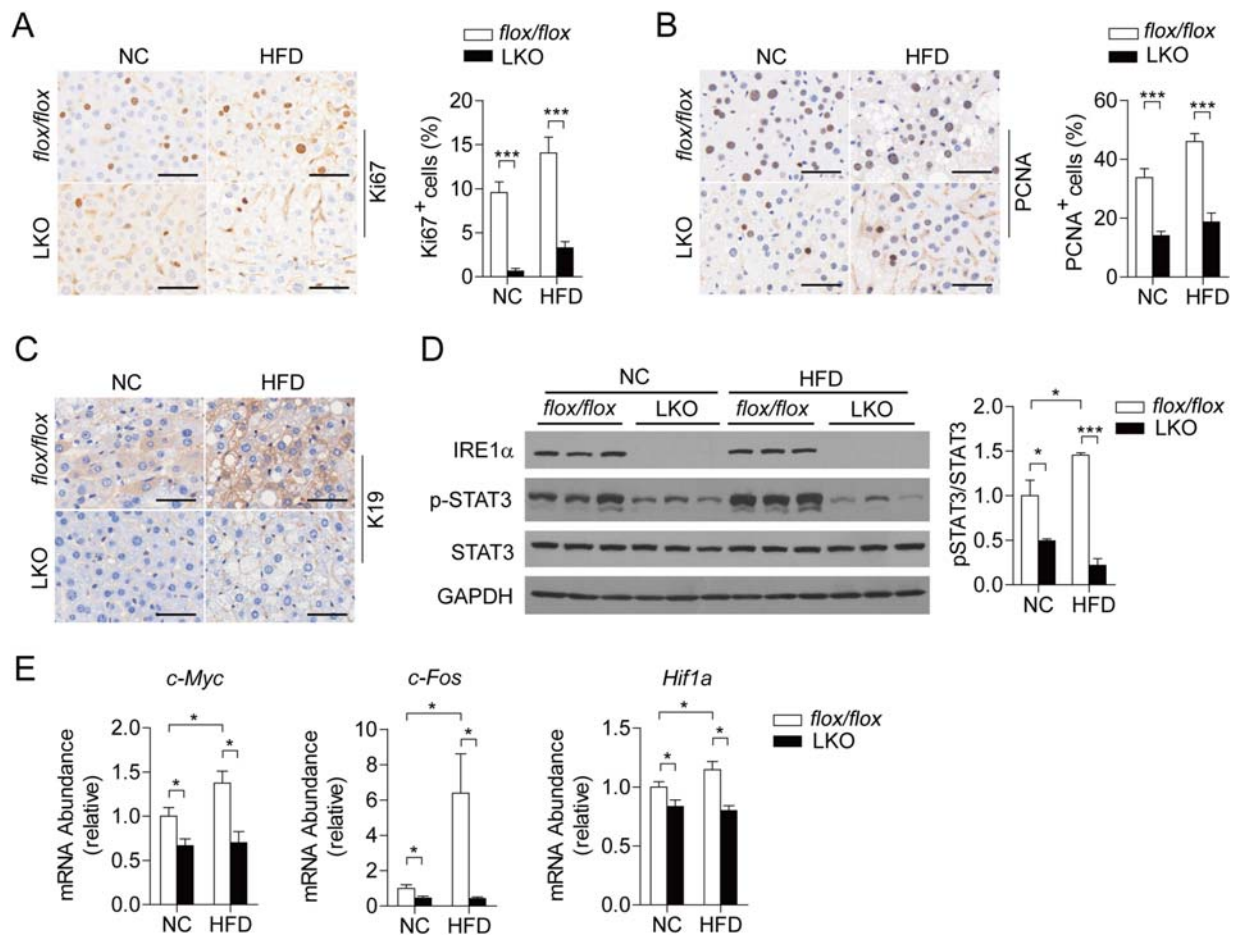 A
NC
HFD
flox/flox
LKO
Ki67
flox/flox
LKO
Ki67+ cells (%)
20
15
10
5
0
***
***
NC
HFD
B
NC
HFD
flox/flox
LKO
PCNA
flox/flox
LKO
PCNA+ cells (%)
60
40
20
0
***
***
NC
HFD
C
NC
HFD
flox/flox
LKO
K19
D
NC
HFD
flox/flox
LKO
flox/flox
LKO
IRE1α
p-STAT3
STAT3
GAPDH
pSTAT3/STAT3
2.0
1.5
1.0
0.5
0.0
*
*
***
NC
HFD
flox/flox
LKO
E
c-Myc
mRNA Abundance
(relative)
2.0
1.5
1.0
0.5
0.0
*
*
*
NC
HFD
c-Fos
mRNA Abundance
(relative)
10
8
6
4
2
0
*
*
*
NC
HFD
Hif1a
mRNA Abundance
(relative)
1.5
1.0
0.5
0.0
*
*
*
NC
HFD
flox/flox
LKO